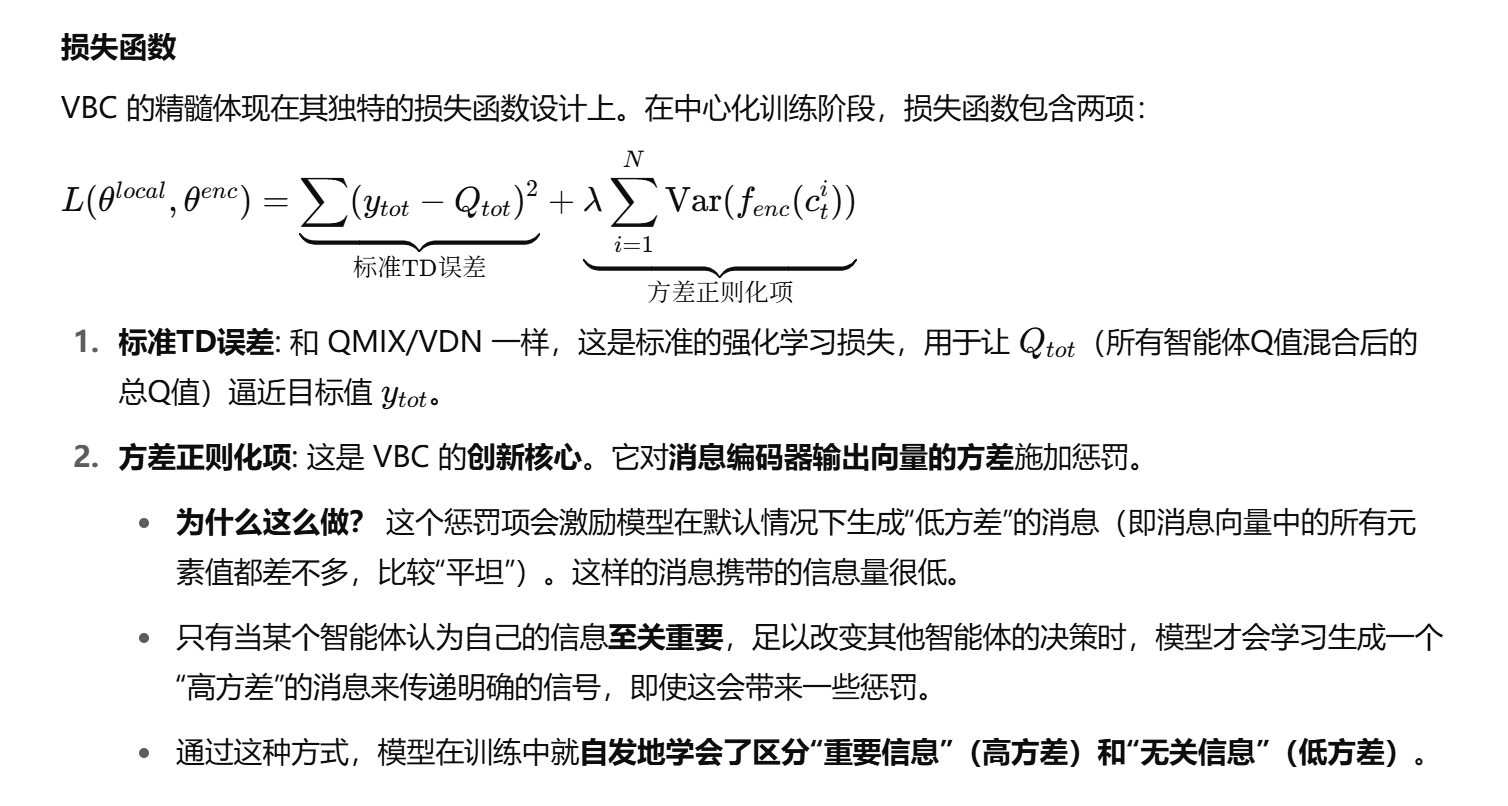 损失函数
VBC 的精髓体现在其独特的损失函数设计上。在中心化训练阶段，损失函数包含两项：
L(θ^{local}, θ^{enc}) = ∑(y_{tot} − Q_{tot})^2 + λ∑_{i=1}^{N} Var(f_{enc}(c_t^i))
标准TD误差
方差正则化项
1. 标准TD误差: 和 QMIX/VDN 一样，这是标准的强化学习损失，用于让 Q_{tot}（所有智能体Q值混合后的
总Q值）逼近目标值 y_{tot}。
2. 方差正则化项: 这是 VBC 的创新核心。它对消息编码器输出向量的方差施加惩罚。
• 为什么这么做？ 这个惩罚项会激励模型在默认情况下生成“低方差”的消息（即消息向量中的所有元
素值都差不多，比较“平坦”）。这样的消息携带的信息量很低。
• 只有当某个智能体认为自己的信息至关重要，足以改变其他智能体的决策时，模型才会学习生成一个
“高方差”的消息来传递明确的信号，即使这会带来一些惩罚。
• 通过这种方式，模型在训练中就自发地学会了区分“重要信息”（高方差）和“无关信息”（低方差）。